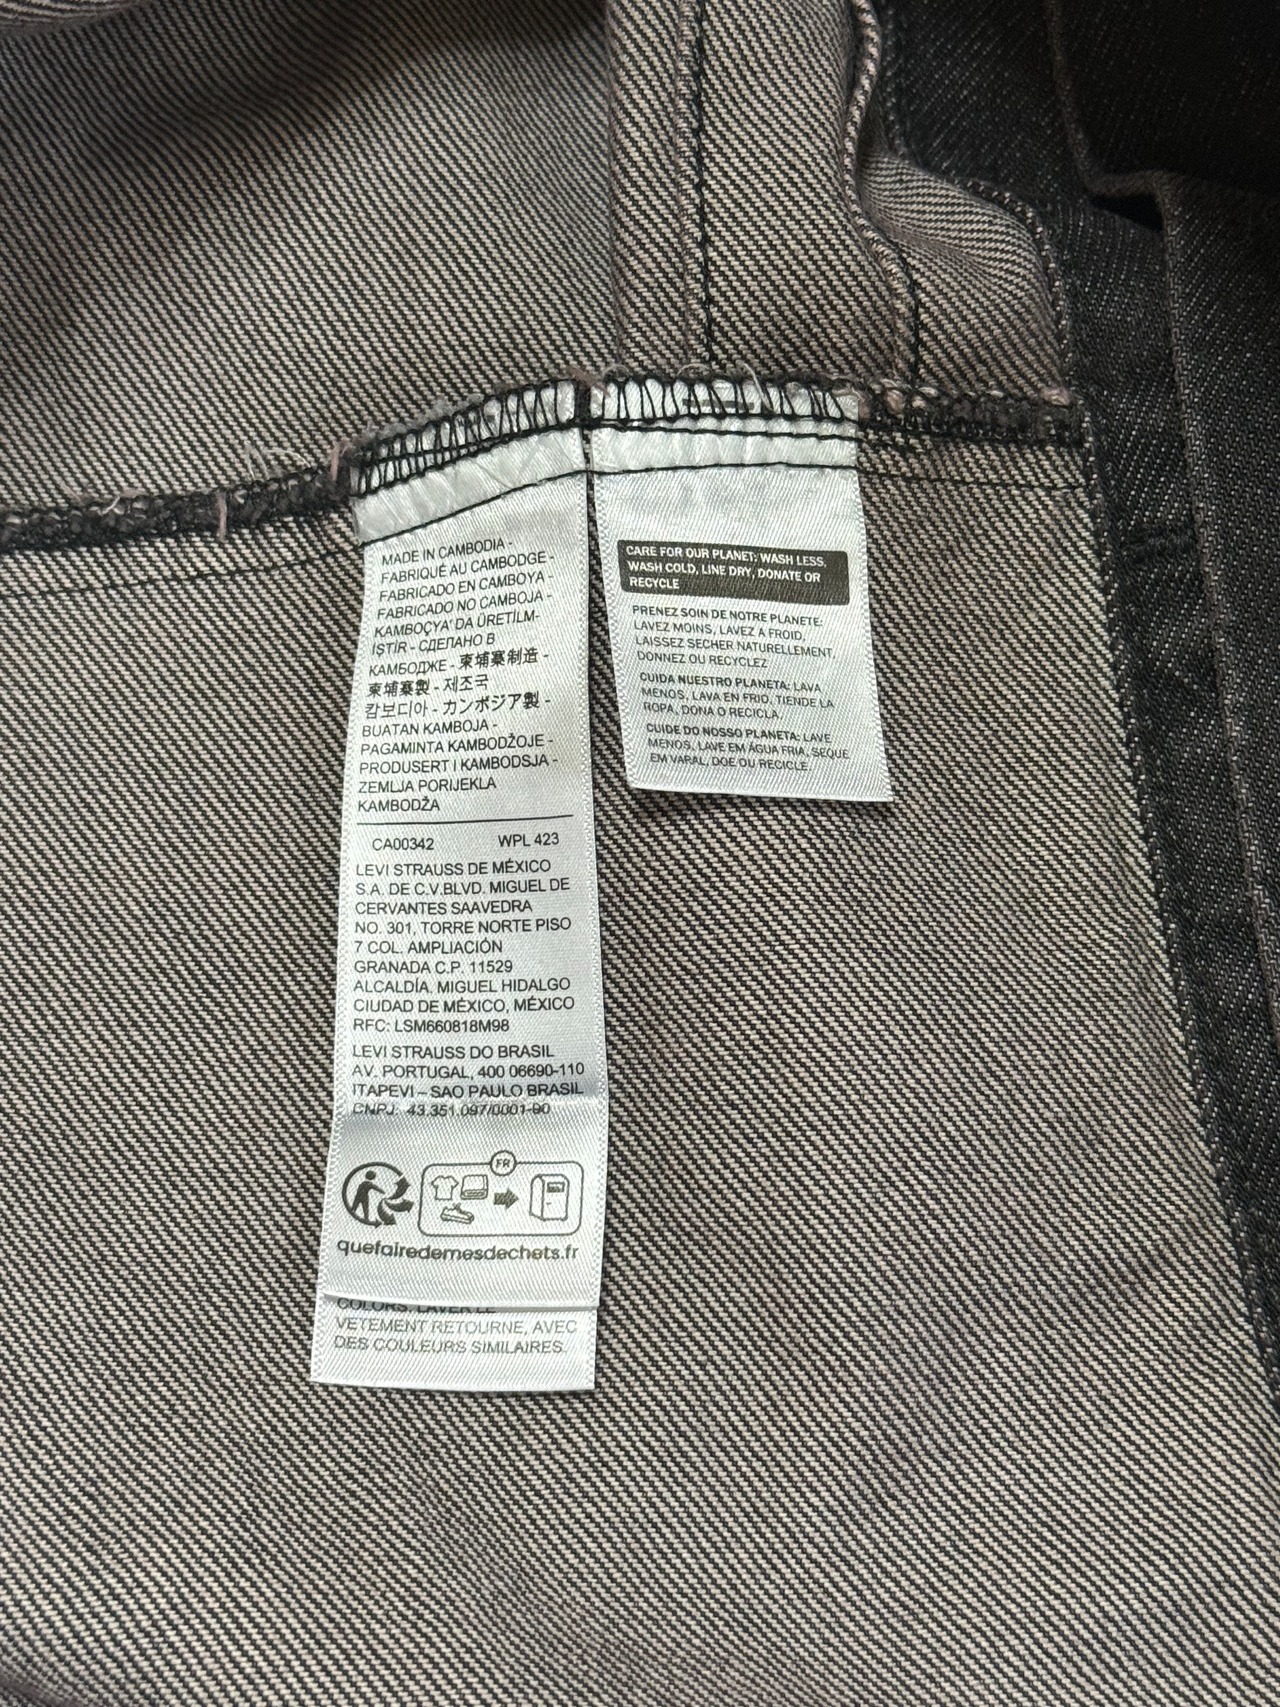 MADE IN CAMBODIA -
FABRIQUÉ AU CAMBODGE -
FABRICADO EN CAMBOYA -
FABRICADO NO CAMBOJA -
KAMBOÇYA' DA ÜRETİLM-
İŞTİR - СДЕЛАНО В
КАМБОДЖЕ - 柬埔寨制造 -
柬埔寨製 - 제조국
캄보디아 - カンボジア製 -
BUATAN KAMBOJA -
PAGAMINTA KAMBODŽOJE -
PRODUSERT I KAMBODSJA -
ZEMLJA PORIJEKLA
KAMBODŽA
CA00342 WPL 423
LEVI STRAUSS DE MÉXICO
S.A. DE C.V.BLVD. MIGUEL DE
CERVANTES SAAVEDRA
NO. 301, TORRE NORTE PISO
7 COL. AMPLIACIÓN
GRANADA C.P. 11529
ALCALDÍA. MIGUEL HIDALGO
CIUDAD DE MÉXICO, MÉXICO
RFC: LSM660818M98
LEVI STRAUSS DO BRASIL
AV. PORTUGAL, 400 06690-110
ITAPEVI – SAO PAULO BRASIL
CNPJ: 43.351.097/0001-90
FR
quefairedemesdechets.fr
COLORS. LAVER LE
VETEMENT RETOURNE, AVEC
DES COULEURS SIMILAIRES.
CARE FOR OUR PLANET: WASH LESS,
WASH COLD, LINE DRY, DONATE OR
RECYCLE
PRENEZ SOIN DE NOTRE PLANETE:
LAVEZ MOINS, LAVEZ A FROID,
LAISSEZ SECHER NATURELLEMENT,
DONNEZ OU RECYCLEZ
CUIDA NUESTRO PLANETA: LAVA
MENOS, LAVA EN FRIO, TIENDE LA
ROPA, DONA O RECICLA.
CUIDE DO NOSSO PLANETA: LAVE
MENOS, LAVE EM ÁGUA FRIA, SEQUE
EM VARAL, DOE OU RECICLE.